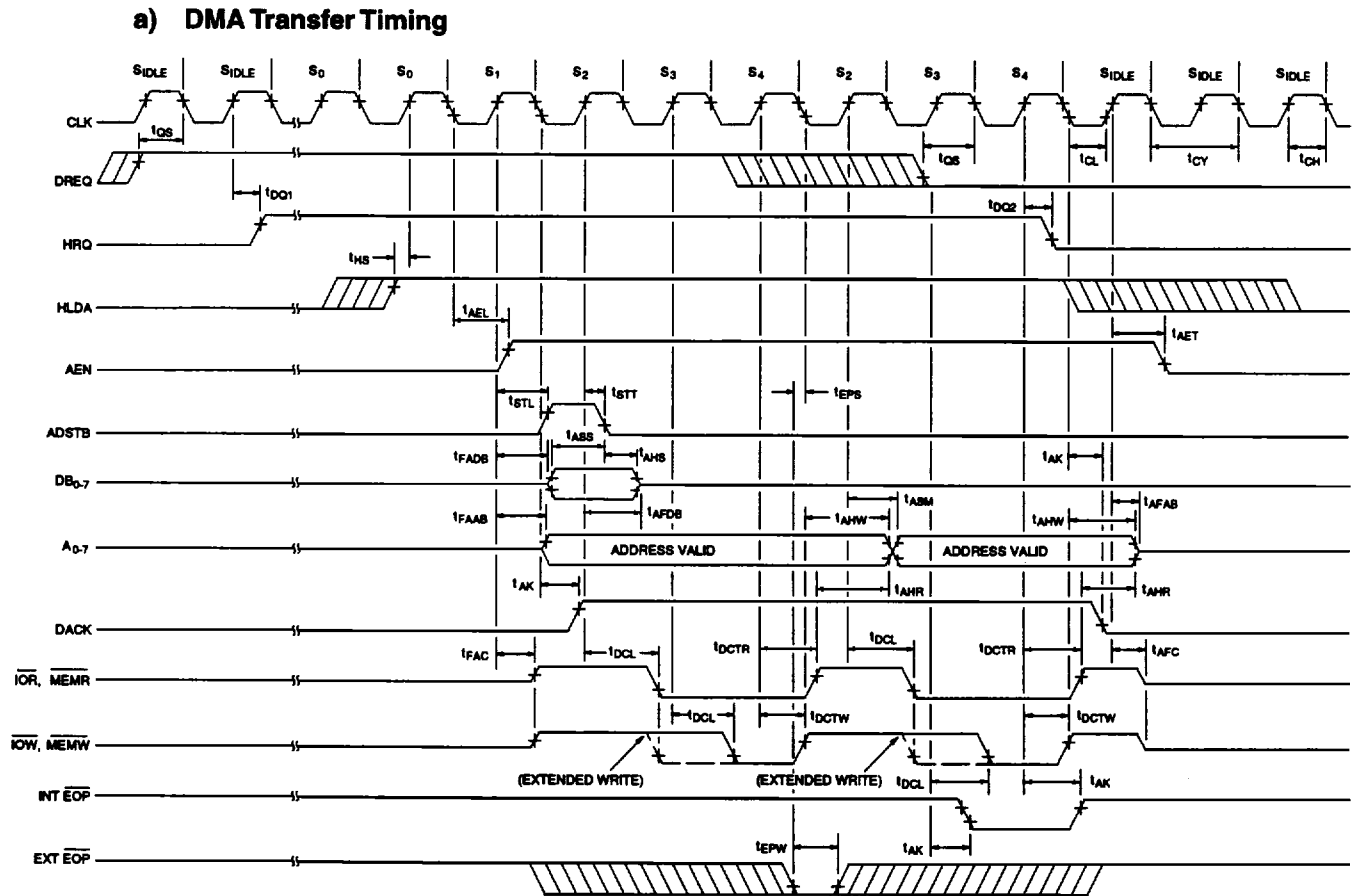 a) DMA Transfer Timing
SIDLE SIDLE S0 S0 S1 S2 S3 S4 S2 S3 S4 SIDLE SIDLE SIDLE
CLK
tQS tQS tCL tCY tCH
DREQ
tDQ1 tDQ2
HRQ
tHS
HLDA
tAEL tAET
AEN
tSTL tSTT tEPS
ADSTB
tASS
tFADB tAHS tAK
DB0-7
tFAAB tAFDB tAHW tASM tAHW tAFAB
A0-7 ADDRESS VALID ADDRESS VALID
tAK tAHR tAHR
DACK
tFAC tDCL tDCTR tDCL tDCTR tAFC
IOR, MEMR
tDCL tDCTW tDCTW
IOW, MEMW
(EXTENDED WRITE) (EXTENDED WRITE) tDCL tAK
INT EOP
tEPW tAK
EXT EOP